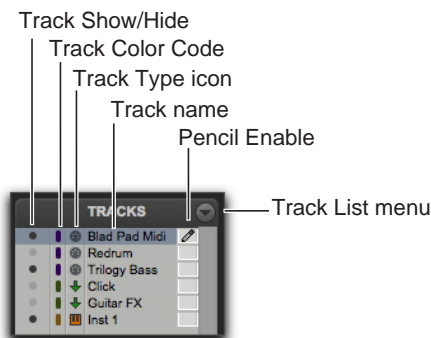 Track Show/Hide
Track Color Code
Track Type icon
Track name
Pencil Enable
Track List menu
TRACKS
Blad Pad Midi
Redrum
Trilogy Bass
Click
Guitar FX
Inst 1